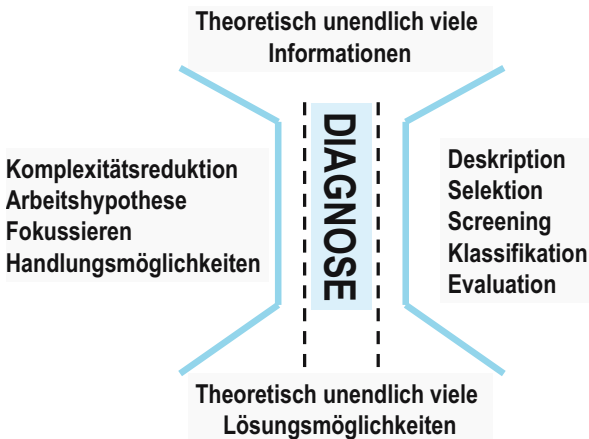 Theoretisch unendlich viele
Informationen
Komplexitätsreduktion
Arbeitshypothese
Fokussieren
Handlungsmöglichkeiten
DIAGNOSE
Deskription
Selektion
Screening
Klassifikation
Evaluation
Theoretisch unendlich viele
Lösungsmöglichkeiten